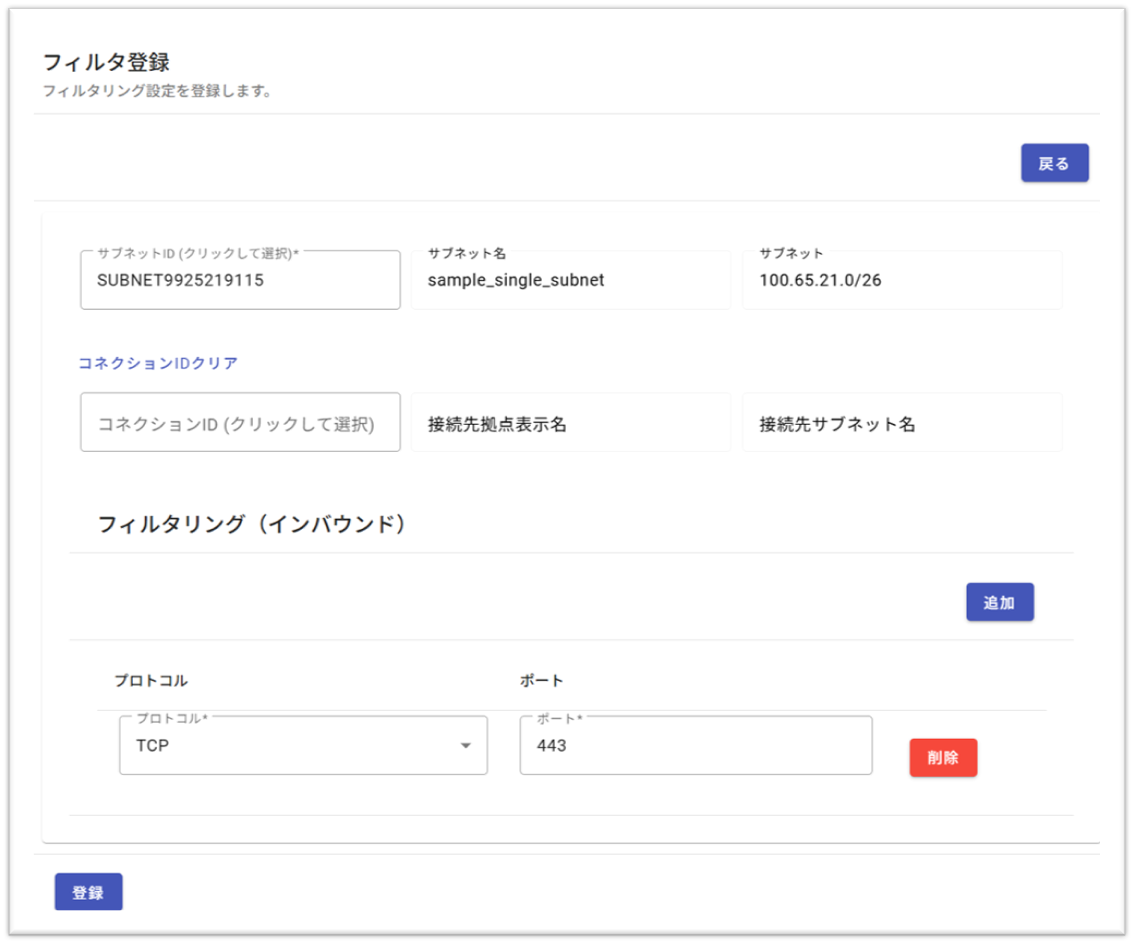 フィルタ登録
フィルタリング設定を登録します。
戻る
サブネットID (クリックして選択)*
SUBNET9925219115
サブネット名
sample_single_subnet
サブネット
100.65.21.0/26
コネクションIDクリア
コネクションID (クリックして選択)
接続先拠点表示名
接続先サブネット名
フィルタリング（インバウンド）
追加
プロトコル
ポート
プロトコル*
TCP
ポート*
443
削除
登録